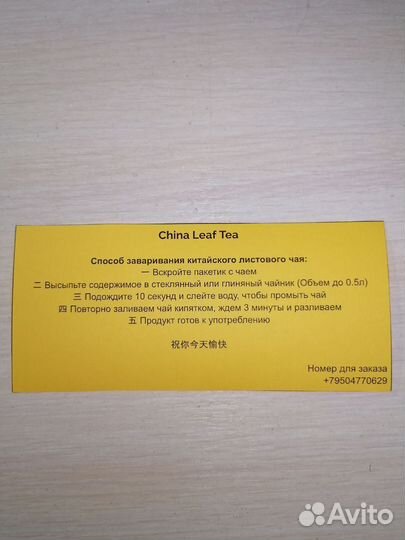 China Leaf Tea
Способ заваривания китайского листового чая:
一 Вскройте пакетик с чаем
二 Высыпьте содержимое в стеклянный или глиняный чайник (Объем до 0.5л)
三 Подождите 10 секунд и слейте воду, чтобы промыть чай
四 Повторно заливаем чай кипятком, ждем 3 минуты и разливаем
五 Продукт готов к употреблению
祝你今天愉快
Номер для заказа
+79504770629
Avito